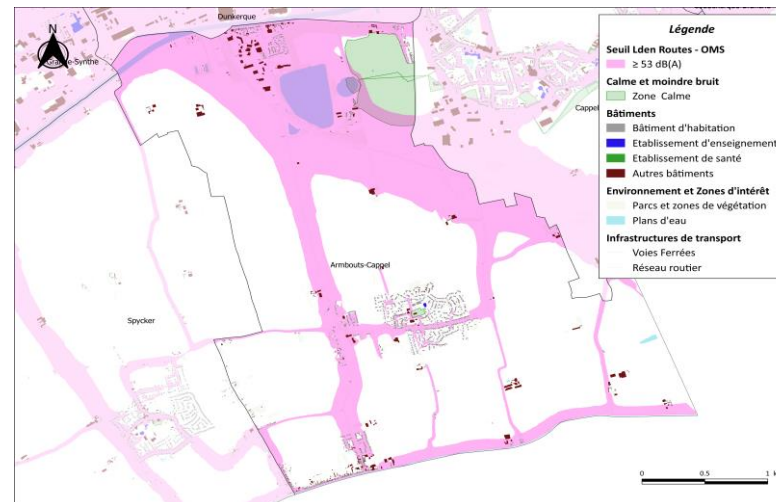 Dunkerque
N
Cappel
Armbouts-Cappel
Spycker
Légende
Seuil Lden Routes - OMS
≥ 53 dB(A)
Calme et moindre bruit
Zone Calme
Bâtiments
Bâtiment d'habitation
Etablissement d'enseignement
Etablissement de santé
Autres bâtiments
Environnement et Zones d'intérêt
Parcs et zones de végétation
Plans d'eau
Infrastructures de transport
Voies Ferrées
Réseau routier
0 0.5 1 k